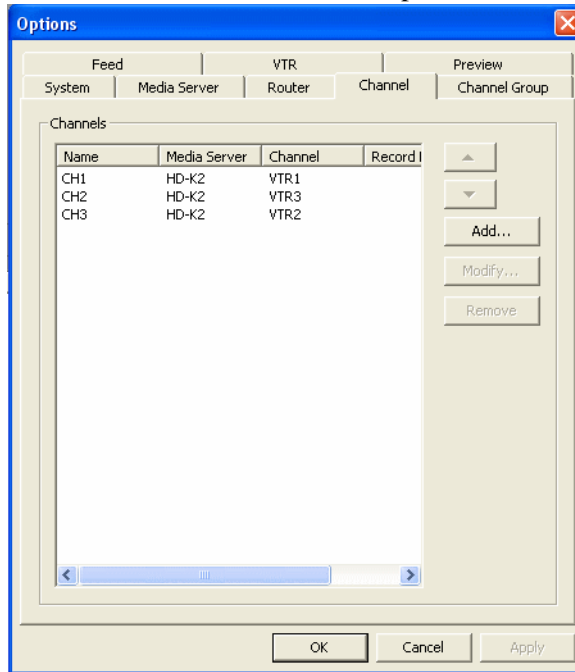 Options
Feed VTR Preview
System Media Server Router Channel Channel Group
Channels
Name Media Server Channel Record
CH1 HD-K2 VTR1
CH2 HD-K2 VTR3
CH3 HD-K2 VTR2
Add...
Modify...
Remove
OK Cancel Apply